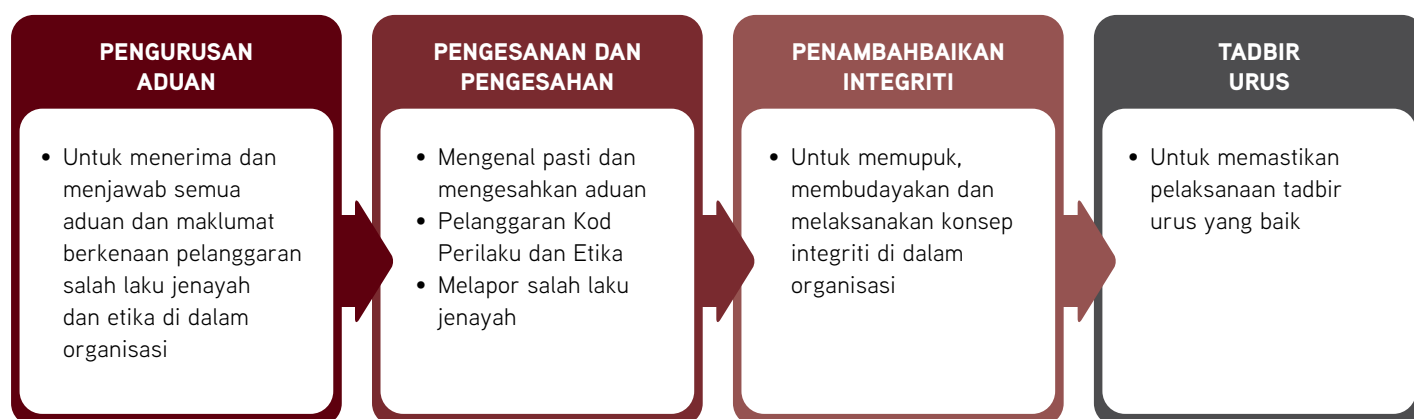 PENGURUSAN
ADUAN
• Untuk menerima dan
menjawab semua
aduan dan maklumat
berkenaan pelanggaran
salah laku jenayah
dan etika di dalam
organisasi
PENGESANAN DAN
PENGESAHAN
• Mengenal pasti dan
mengesahkan aduan
• Pelanggaran Kod
Perilaku dan Etika
• Melapor salah laku
jenayah
PENAMBAHBAIKAN
INTEGRITI
• Untuk memupuk,
membudayakan dan
melaksanakan konsep
integriti di dalam
organisasi
TADBIR
URUS
• Untuk memastikan
pelaksanaan tadbir
urus yang baik